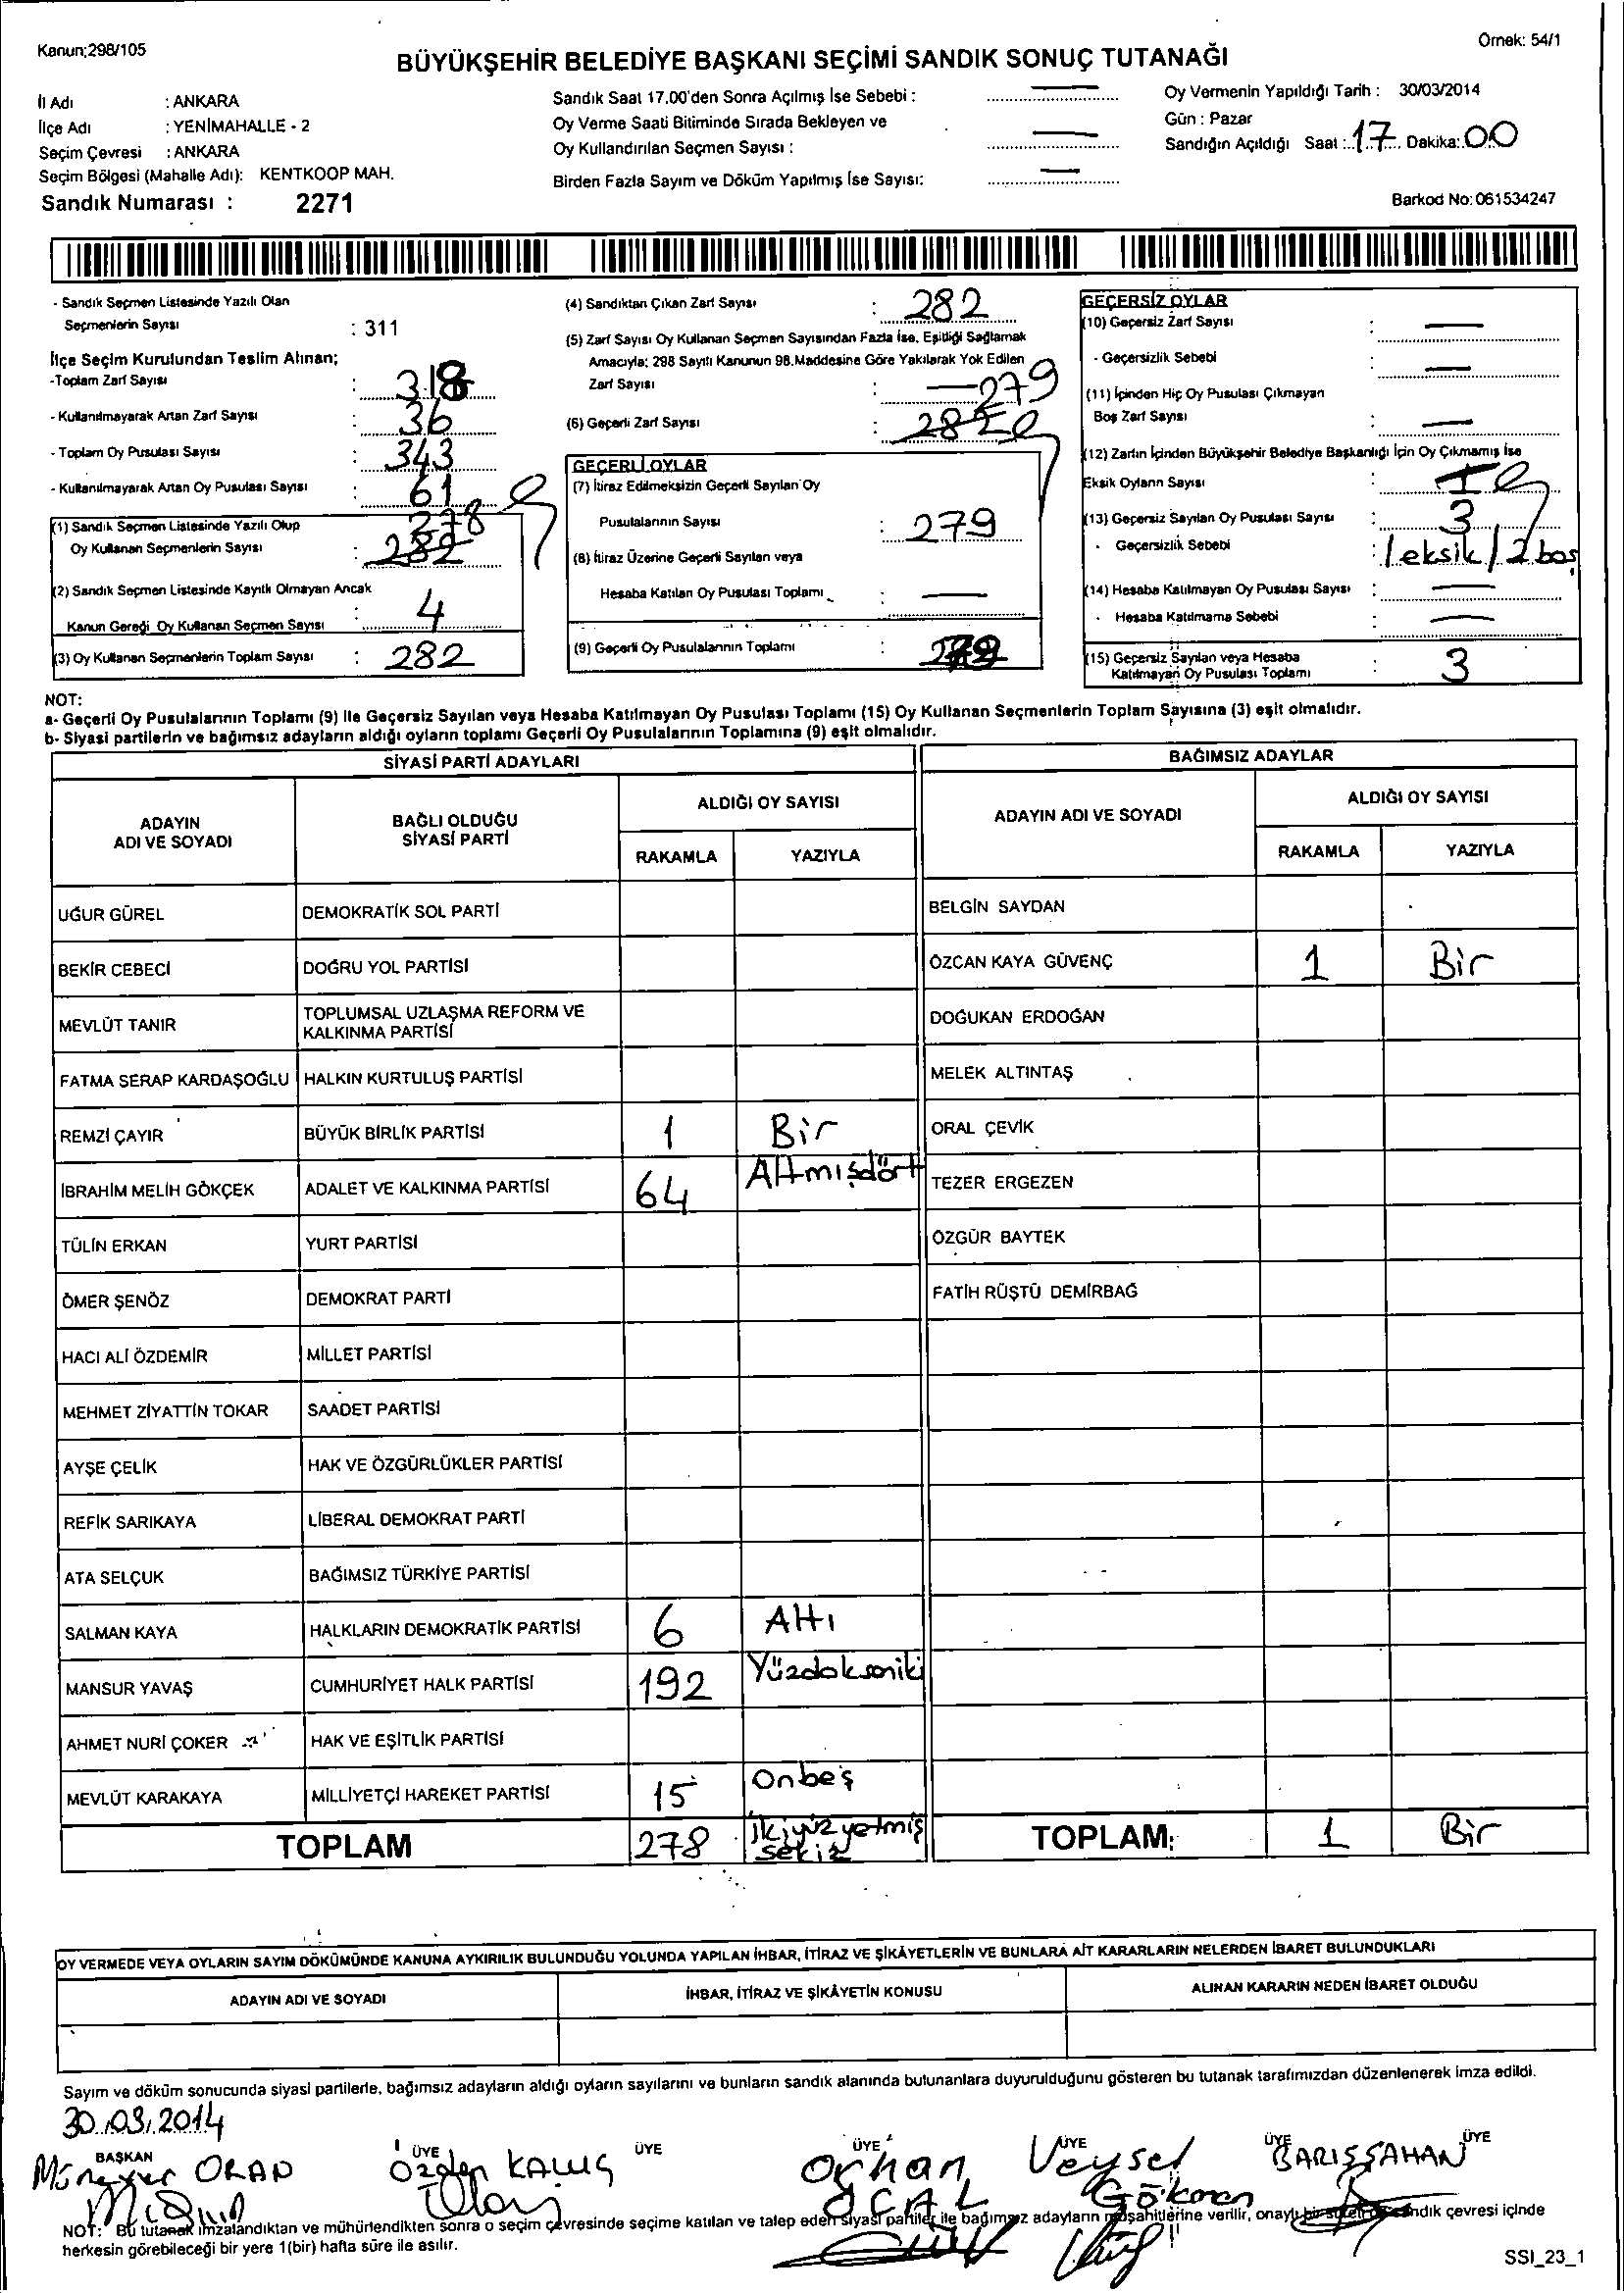 Kanun;298/105
Örnek: 54/1
BÜYÜKŞEHİR BELEDİYE BAŞKANI SEÇİMİ SANDIK SONUÇ TUTANAĞI
İl Adı : ANKARA
İlçe Adı : YENİMAHALLE - 2
Seçim Çevresi : ANKARA
Seçim Bölgesi (Mahalle Adı): KENTKOOP MAH.
Sandık Numarası : 2271
Sandık Saat 17.00'den Sonra Açılmış İse Sebebi : —
Oy Verme Saati Bitiminde Sırada Bekleyen ve
Oy Kullandırılan Seçmen Sayısı : —
Birden Fazla Sayım ve Döküm Yapılmış İse Sayısı: —
Oy Vermenin Yapıldığı Tarih : 30/03/2014
Gün : Pazar
Sandığın Açıldığı Saat : 17 Dakika: 00
Barkod No: 061534247
- Sandık Seçmen Listesinde Yazılı Olan
Seçmenlerin Sayısı : 311
İlçe Seçim Kurulundan Teslim Alınan;
-Toplam Zarf Sayısı : 318
- Kullanılmayarak Artan Zarf Sayısı : 36
- Toplam Oy Pusulası Sayısı : 343
- Kullanılmayarak Artan Oy Pusulası Sayısı : 61
(1) Sandık Seçmen Listesinde Yazılı Olup 278
Oy Kullanan Seçmenlerin Sayısı : 282
(2) Sandık Seçmen Listesinde Kayıtlı Olmayan Ancak
Kanun Gereği Oy Kullanan Seçmen Sayısı : 4
(3) Oy Kullanan Seçmenlerin Toplam Sayısı : 282
(4) Sandıktan Çıkan Zarf Sayısı : 282
(5) Zarf Sayısı Oy Kullanan Seçmen Sayısından Fazla İse, Eşitliği Sağlamak
Amacıyla; 298 Sayılı Kanunun 98.Maddesine Göre Yakılarak Yok Edilen
Zarf Sayısı : —
279
(6) Geçerli Zarf Sayısı : 282
GEÇERLİ OYLAR
(7) İtiraz Edilmeksizin Geçerli Sayılan Oy
Pusulalarının Sayısı : 279
(8) İtiraz Üzerine Geçerli Sayılan veya
Hesaba Katılan Oy Pusulası Toplamı : —
(9) Geçerli Oy Pusulalarının Toplamı : 279
GEÇERSİZ OYLAR
(10) Geçersiz Zarf Sayısı : —
- Geçersizlik Sebebi : —
(11) İçinden Hiç Oy Pusulası Çıkmayan
Boş Zarf Sayısı : —
(12) Zarfın İçinden Büyükşehir Belediye Başkanlığı İçin Oy Çıkmamış İse
Eksik Oyların Sayısı : 1
(13) Geçersiz Sayılan Oy Pusulası Sayısı : 3
- Geçersizlik Sebebi : 1 eksik / 2 boş
(14) Hesaba Katılmayan Oy Pusulası Sayısı : —
- Hesaba Katılmama Sebebi : —
(15) Geçersiz Sayılan veya Hesaba
Katılmayan Oy Pusulası Toplamı : 3
NOT:
a- Geçerli Oy Pusulalarının Toplamı (9) ile Geçersiz Sayılan veya Hesaba Katılmayan Oy Pusulası Toplamı (15) Oy Kullanan Seçmenlerin Toplam Sayısına (3) eşit olmalıdır.
b- Siyasi partilerin ve bağımsız adayların aldığı oyların toplamı Geçerli Oy Pusulalarının Toplamına (9) eşit olmalıdır.
SİYASİ PARTİ ADAYLARI
ADAYIN ADI VE SOYADI
BAĞLI OLDUĞU SİYASİ PARTİ
ALDIĞI OY SAYISI
RAKAMLA YAZIYLA
UĞUR GÜREL DEMOKRATİK SOL PARTİ
BEKİR CEBECİ DOĞRU YOL PARTİSİ
MEVLÜT TANIR TOPLUMSAL UZLAŞMA REFORM VE
KALKINMA PARTİSİ
FATMA SERAP KARDAŞOĞLU HALKIN KURTULUŞ PARTİSİ
REMZİ ÇAYIR BÜYÜK BİRLİK PARTİSİ 1 Bir
İBRAHİM MELİH GÖKÇEK ADALET VE KALKINMA PARTİSİ 64 Altmışdört
TÜLİN ERKAN YURT PARTİSİ
ÖMER ŞENÖZ DEMOKRAT PARTİ
HACI ALİ ÖZDEMİR MİLLET PARTİSİ
MEHMET ZİYATTİN TOKAR SAADET PARTİSİ
AYŞE ÇELİK HAK VE ÖZGÜRLÜKLER PARTİSİ
REFİK SARIKAYA LİBERAL DEMOKRAT PARTİ
ATA SELÇUK BAĞIMSIZ TÜRKİYE PARTİSİ
SALMAN KAYA HALKLARIN DEMOKRATİK PARTİSİ 6 Altı
MANSUR YAVAŞ CUMHURİYET HALK PARTİSİ 192 Yüzdoksaniki
AHMET NURİ ÇOKER HAK VE EŞİTLİK PARTİSİ
MEVLÜT KARAKAYA MİLLİYETÇİ HAREKET PARTİSİ 15 Onbeş
TOPLAM 278 İkiyüzyetmiş
sekiz
BAĞIMSIZ ADAYLAR
ADAYIN ADI VE SOYADI
ALDIĞI OY SAYISI
RAKAMLA YAZIYLA
BELGİN SAYDAN
ÖZCAN KAYA GÜVENÇ 1 Bir
DOĞUKAN ERDOĞAN
MELEK ALTINTAŞ
ORAL ÇEVİK
TEZER ERGEZEN
ÖZGÜR BAYTEK
FATİH RÜŞTÜ DEMİRBAĞ
TOPLAM: 1 Bir
OY VERMEDE VEYA OYLARIN SAYIM DÖKÜMÜNDE KANUNA AYKIRILIK BULUNDUĞU YOLUNDA YAPILAN İHBAR, İTİRAZ VE ŞİKÂYETLERİN VE BUNLARA AİT KARARLARIN NELERDEN İBARET BULUNDUKLARI
ADAYIN ADI VE SOYADI İHBAR, İTİRAZ VE ŞİKÂYETİN KONUSU ALINAN KARARIN NEDEN İBARET OLDUĞU
Sayım ve döküm sonucunda siyasi partilerle, bağımsız adayların aldığı oyların sayılarını ve bunların sandık alanında bulunanlara duyurulduğunu gösteren bu tutanak tarafımızdan düzenlenerek imza edildi.
30.03.2014
BAŞKAN ÜYE ÜYE ÜYE ÜYE ÜYE ÜYE
Özden Orhan Veysel BARIŞ ŞAHAN
Gökmen
NOT: Bu tutanak imzalandıktan ve mühürlendikten sonra o seçim çevresinde seçime katılan ve talep eden siyasi partiler ile bağımsız adayların müşahitlerine verilir, onaylı bir sureti de sandık çevresi içinde
herkesin görebileceği bir yere 1(bir) hafta süre ile asılır.
SSI_23_1